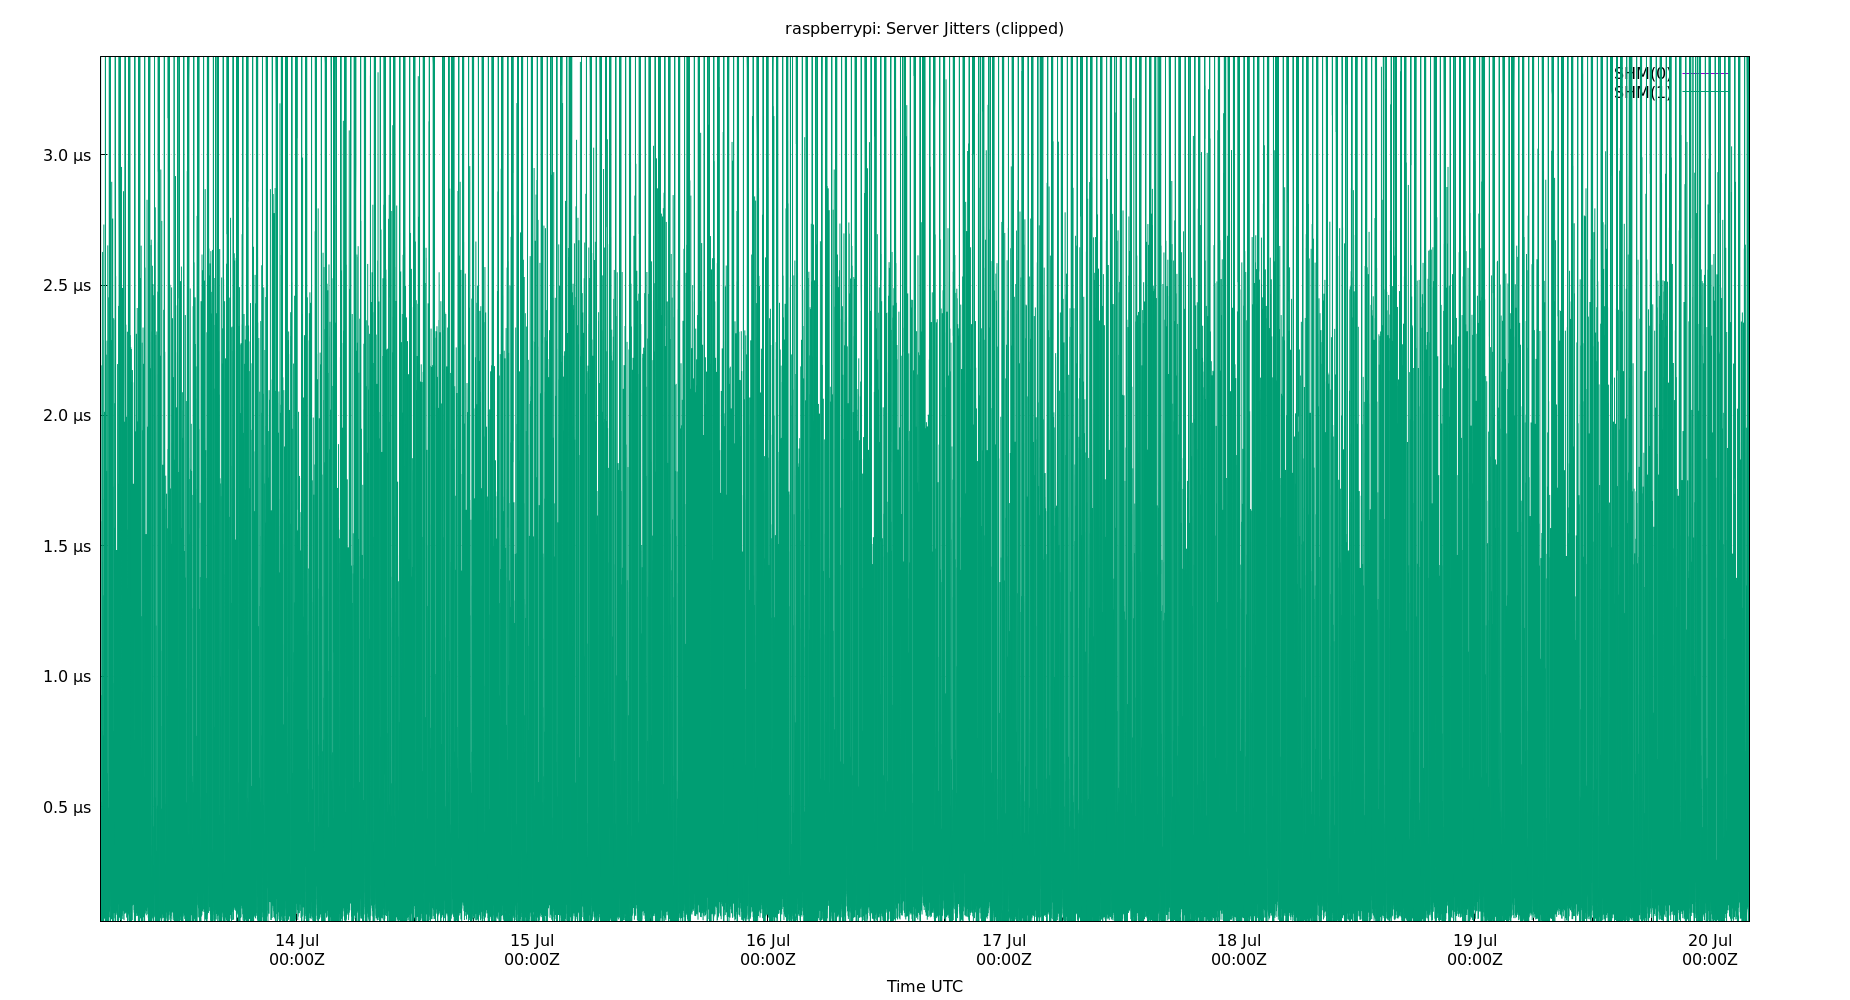 raspberrypi: Server Jitters (clipped)
SHM(0)
SHM(1)
3.0 µs
2.5 µs
2.0 µs
1.5 µs
1.0 µs
0.5 µs
14 Jul 15 Jul 16 Jul 17 Jul 18 Jul 19 Jul 20 Jul
00:00Z 00:00Z 00:00Z 00:00Z 00:00Z 00:00Z 00:00Z
Time UTC